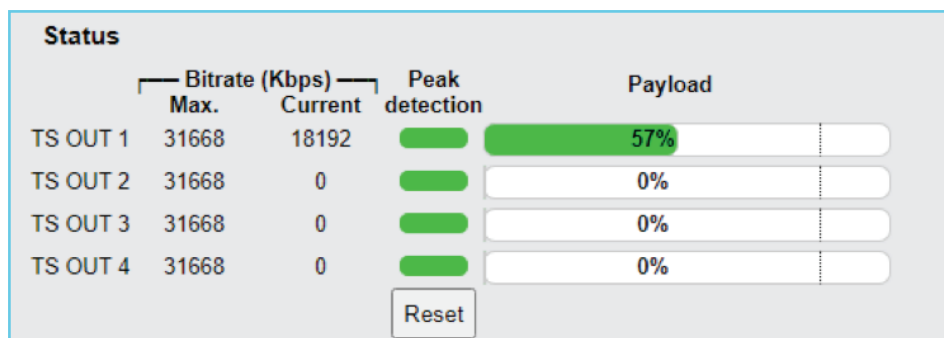 Status
Bitrate (Kbps) Peak
Max. Current detection Payload
TS OUT 1 31668 18192 57%
TS OUT 2 31668 0 0%
TS OUT 3 31668 0 0%
TS OUT 4 31668 0 0%
Reset